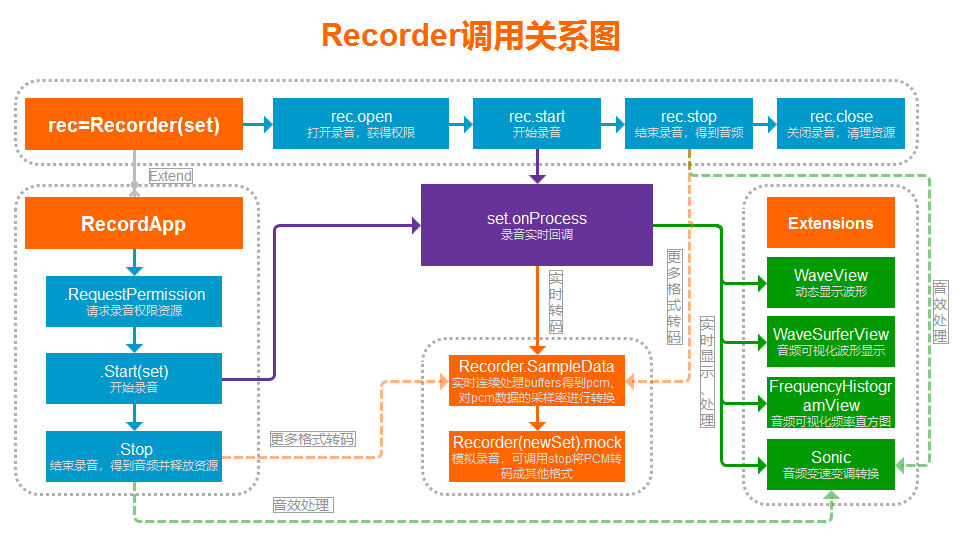 Recorder调用关系图
rec=Recorder(set)
rec.open
打开录音，获得权限
rec.start
开始录音
rec.stop
结束录音，得到音频
rec.close
关闭录音，清理资源
Extend
RecordApp
.RequestPermission
请求录音权限资源
.Start(set)
开始录音
.Stop
结束录音，得到音频并释放资源
set.onProcess
录音实时回调
实时转码
更多格式转码
实时显示、处理
音效处理
Recorder.SampleData
实时连续处理buffers得到pcm、
对pcm数据的采样率进行转换
Recorder(newSet).mock
模拟录音，可调用stop将PCM转
码成其他格式
更多格式转码
音效处理
Extensions
WaveView
动态显示波形
WaveSurferView
音频可视化波形显示
FrequencyHistogr
amView
音频可视化频率直方图
Sonic
音频变速变调转换